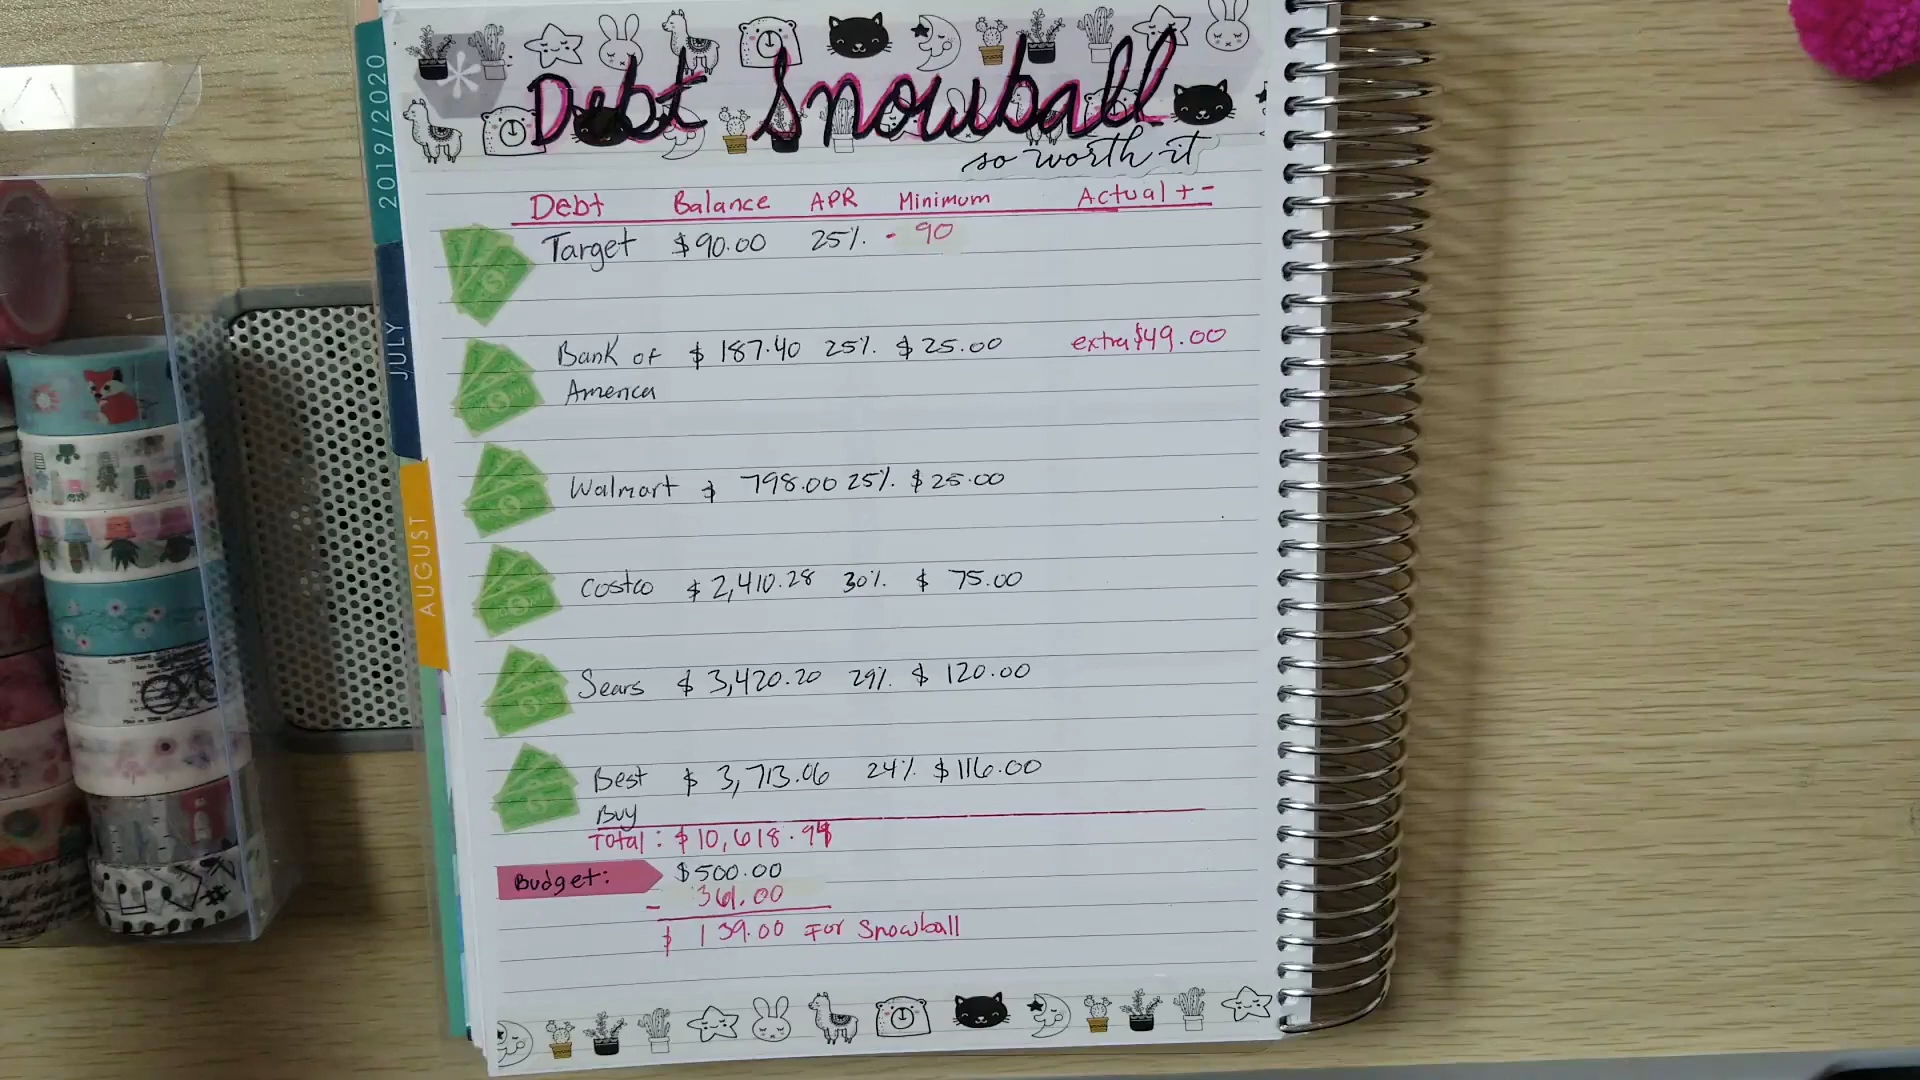 Debt Snowball
so worth it
Debt Balance APR Minimum Actual + -
Target $90.00 25% - 90
Bank of $187.40 25% $25.00 extra $49.00
America
Walmart $ 798.00 25% $25.00
Costco $2,410.28 30% $ 75.00
Sears $3,420.20 29% $ 120.00
Best $ 3,713.06 24% $116.00
Buy
Total: $10,618.94
Budget: $500.00
- 361.00
$ 139.00 For Snowball
2019/2020
JULY
AUGUST